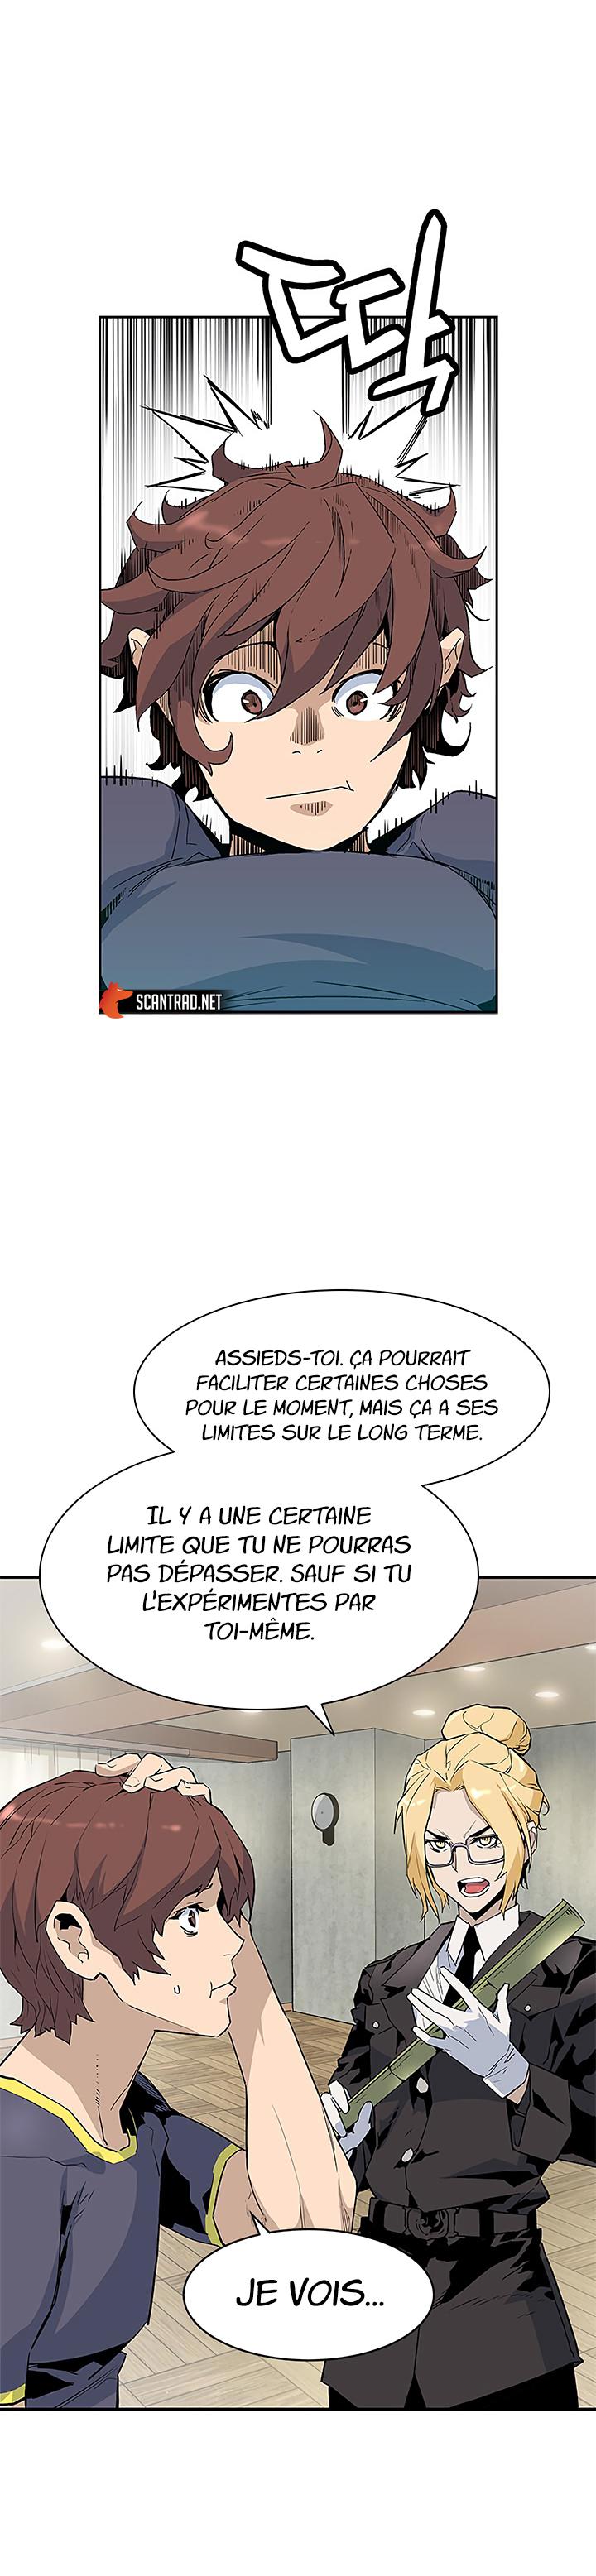 딱
SCANTRAD.NET
ASSIEDS-TOI. ÇA POURRAIT
FACILITER CERTAINES CHOSES
POUR LE MOMENT, MAIS ÇA A SES
LIMITES SUR LE LONG TERME.
IL Y A UNE CERTAINE
LIMITE QUE TU NE POURRAS
PAS DÉPASSER. SAUF SI TU
L'EXPÉRIMENTES PAR
TOI-MÊME.
JE VOIS...